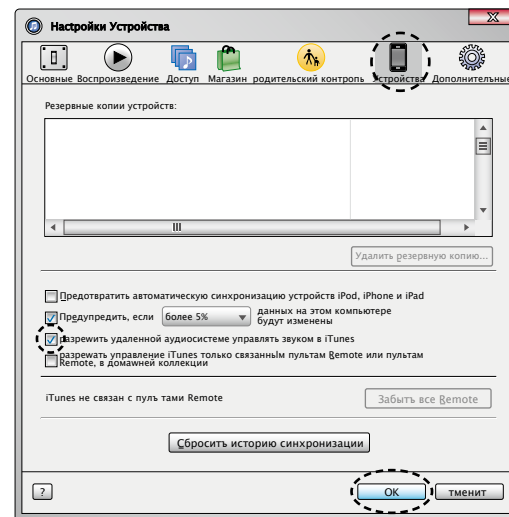 Настройки Устройства
Основные Воспроизведение Доступ Магазин родительский контроль Устройства Дополнительные
Резервные копии устройств:
Удалить резервную копию...
Предотвратить автоматическую синхронизацию устройств iPod, iPhone и iPad
Предупредить, если более 5% данных на этом компьютере
будут изменены
разрешить удаленной аудиосистеме управлять звуком в iTunes
разрешать управление iTunes только связанным пультам Remote или пультам
Remote, в домашней коллекции
iTunes не связан с пуль тами Remote
Забыть все Remote
Сбросить историю синхронизации
?
OK
тменит